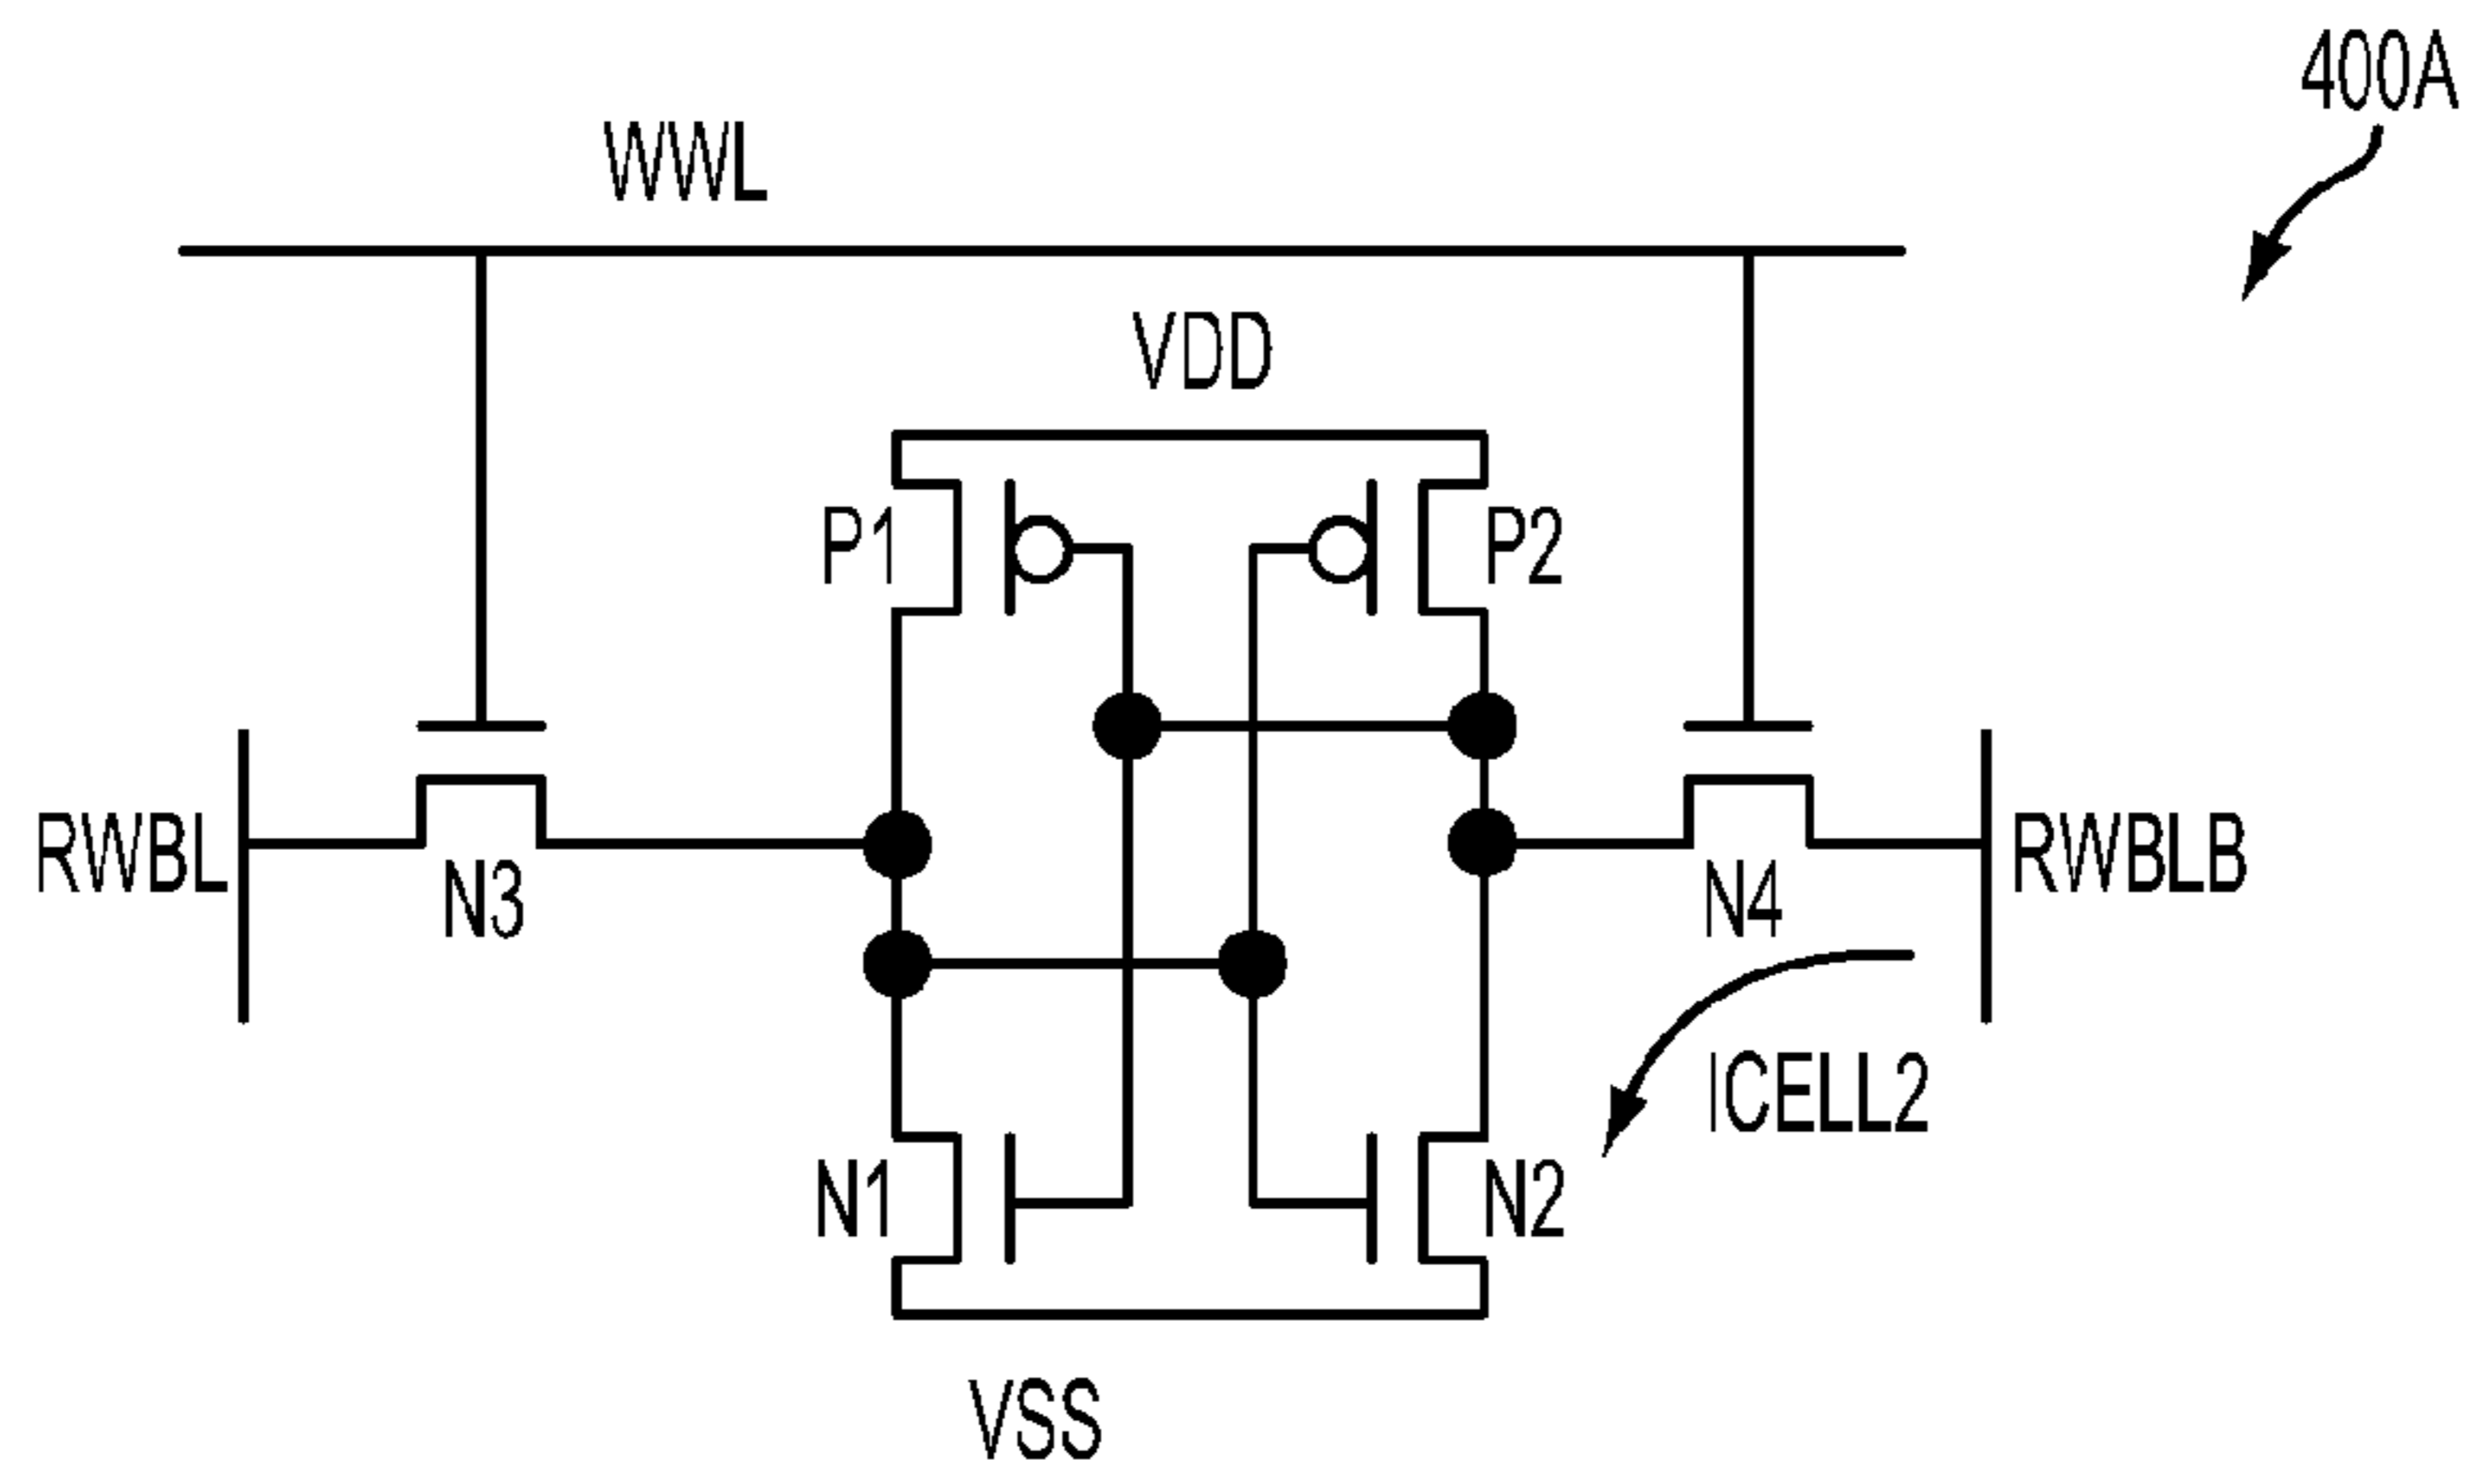 400A
WWL
VDD
P1
P2
RWBL
N3
N4
RWBLB
ICELL2
N1
N2
VSS